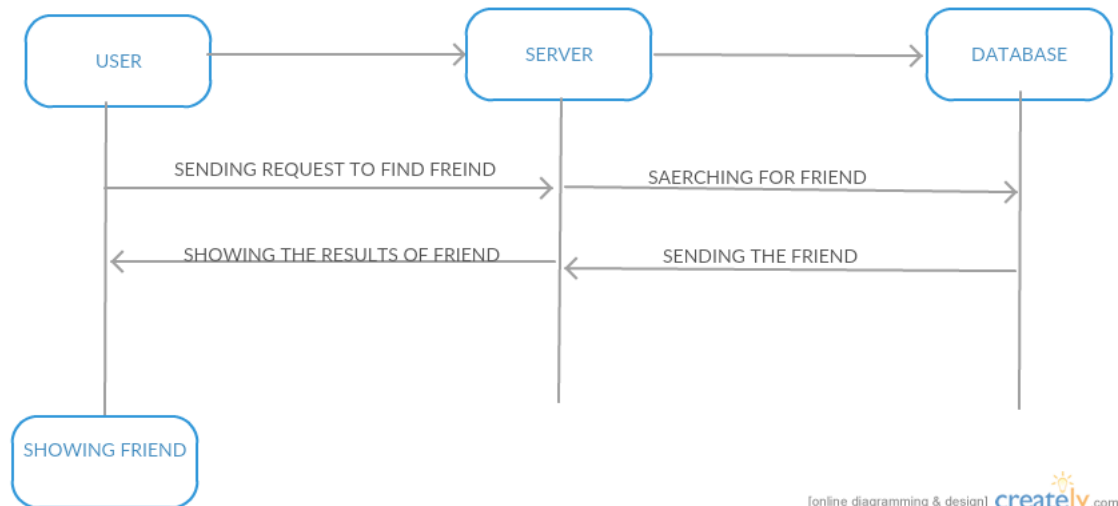 USER
SERVER
DATABASE
SENDING REQUEST TO FIND FREIND
SAERCHING FOR FRIEND
SHOWING THE RESULTS OF FRIEND
SENDING THE FRIEND
SHOWING FRIEND
[online diagramming & design] creately.com